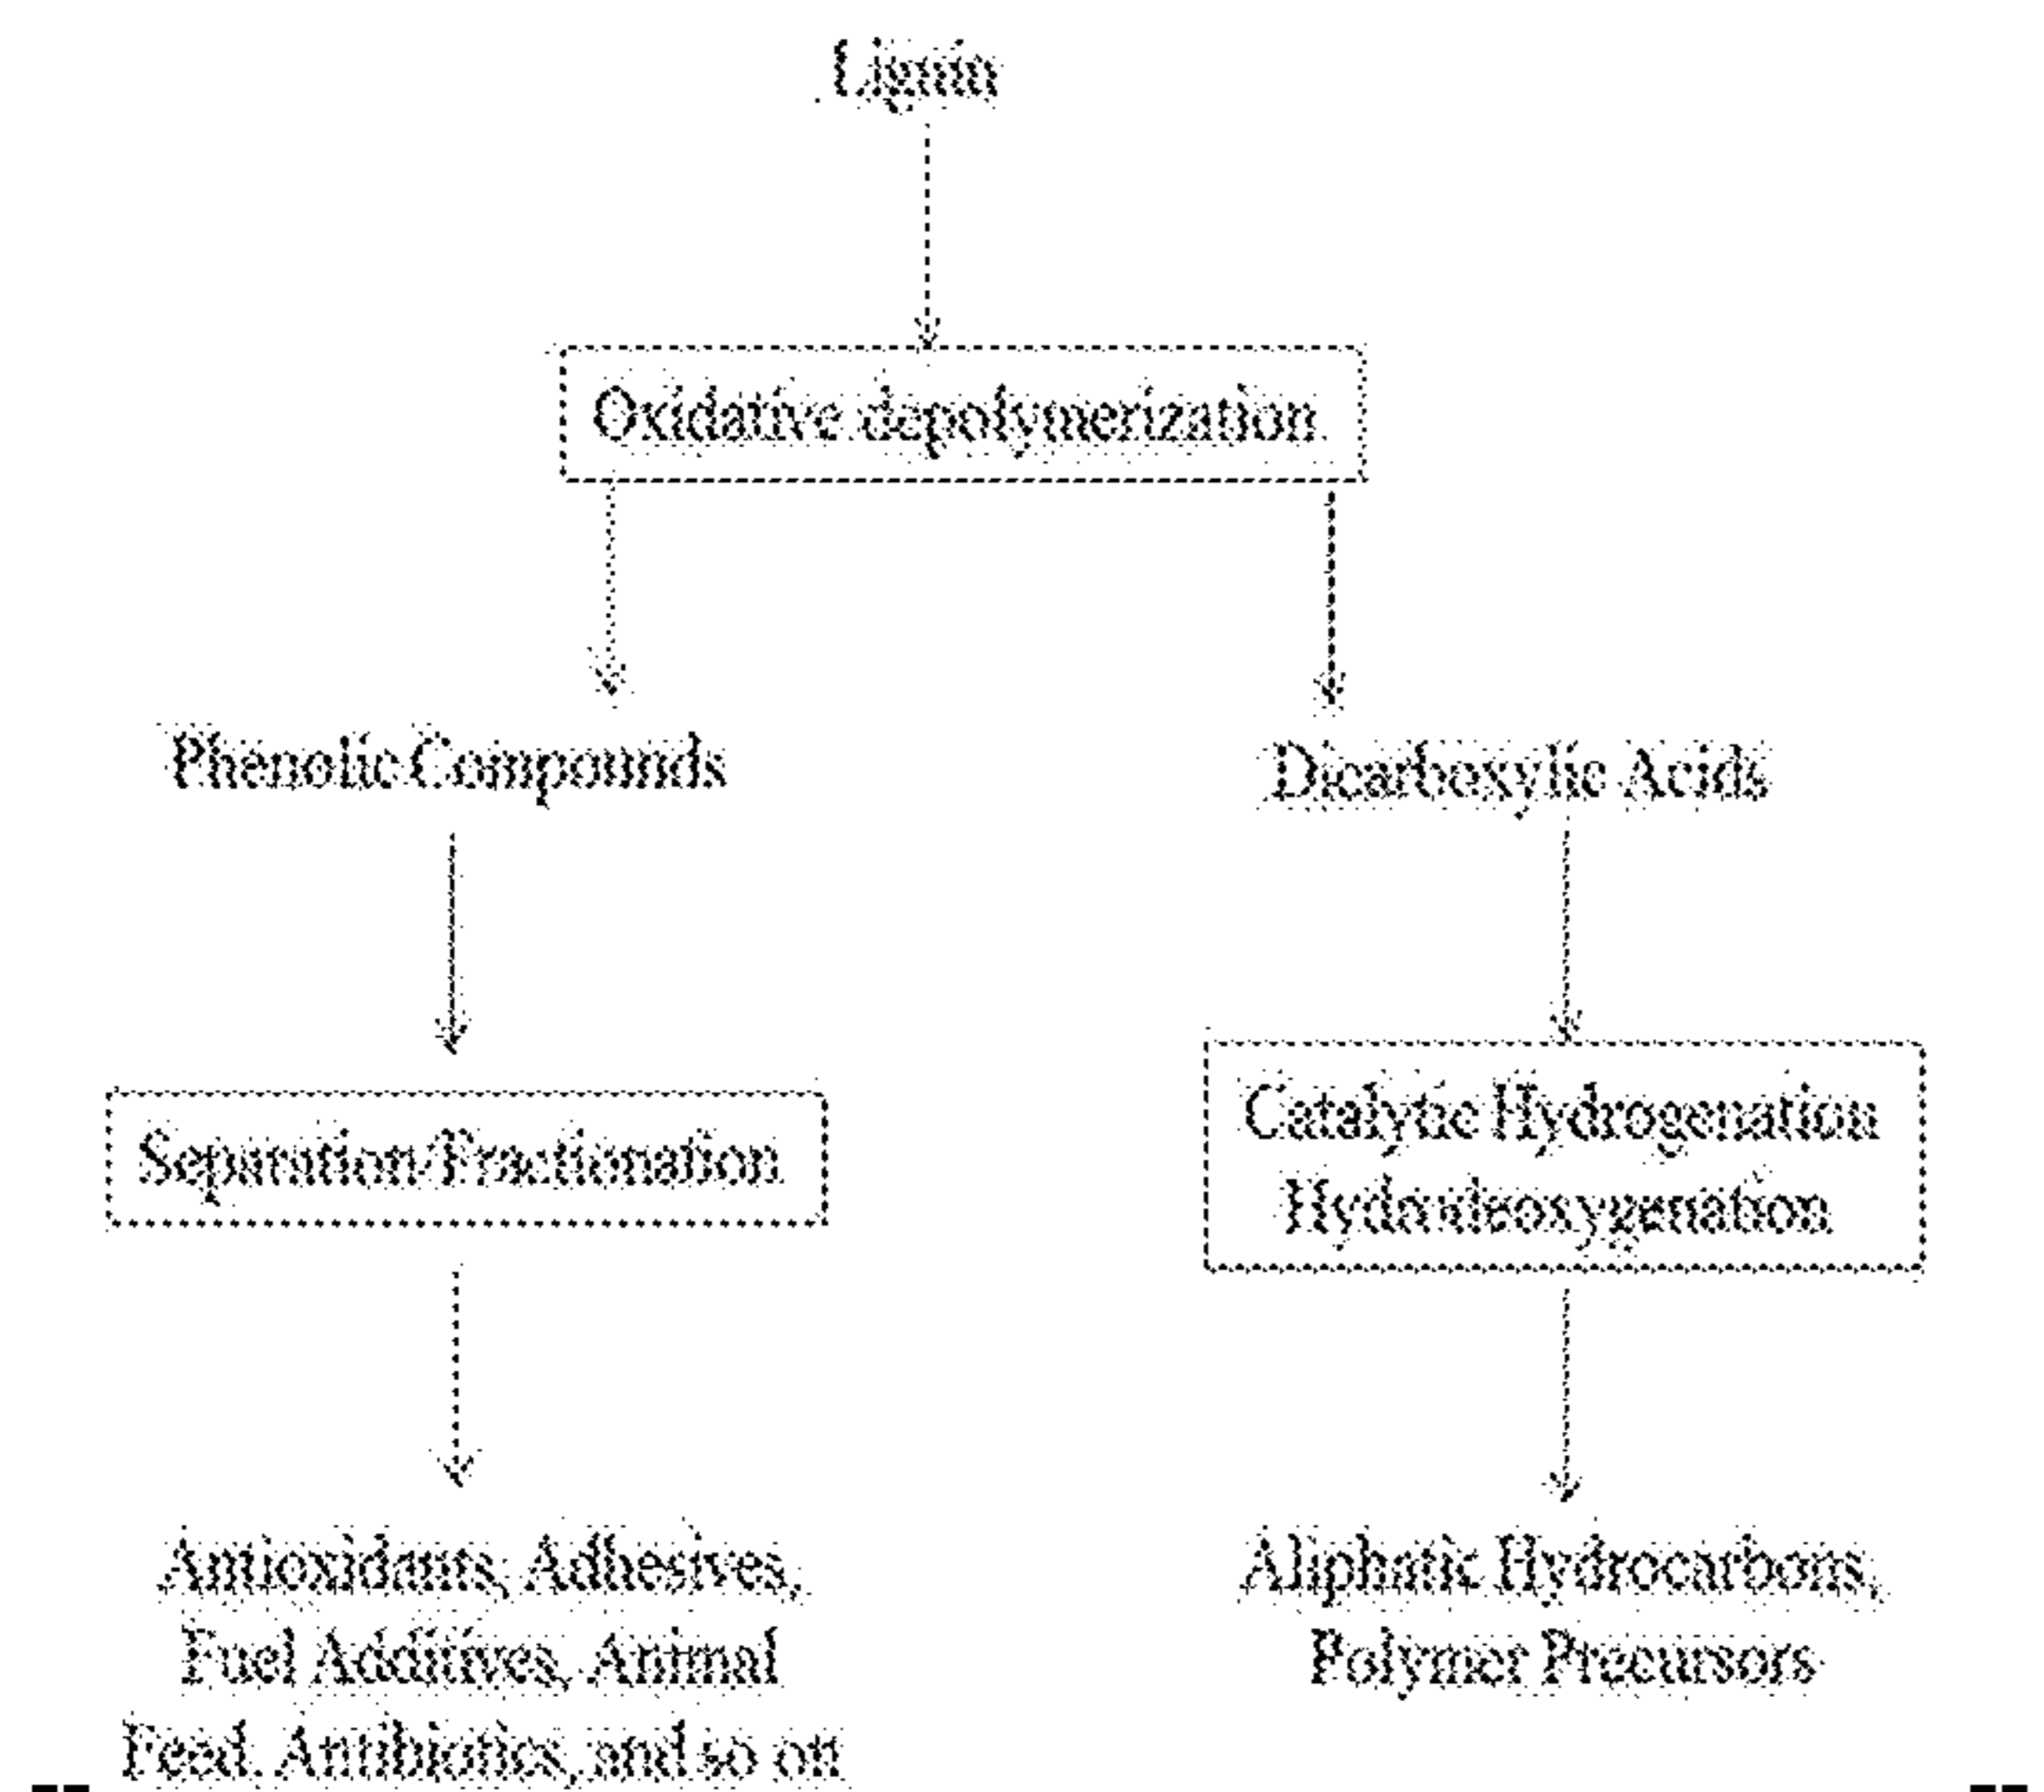 Lignin
Oxidative depolymerization
Phenolic Compounds
Dicarboxylic Acids
Separation/Fractionation
Catalytic Hydrogenation
Hydrodeoxygenation
Antioxidants, Adhesives,
Fuel Additives, Animal
Feed, Antibiotics, and so on
Aliphatic Hydrocarbons,
Polymer Precursors